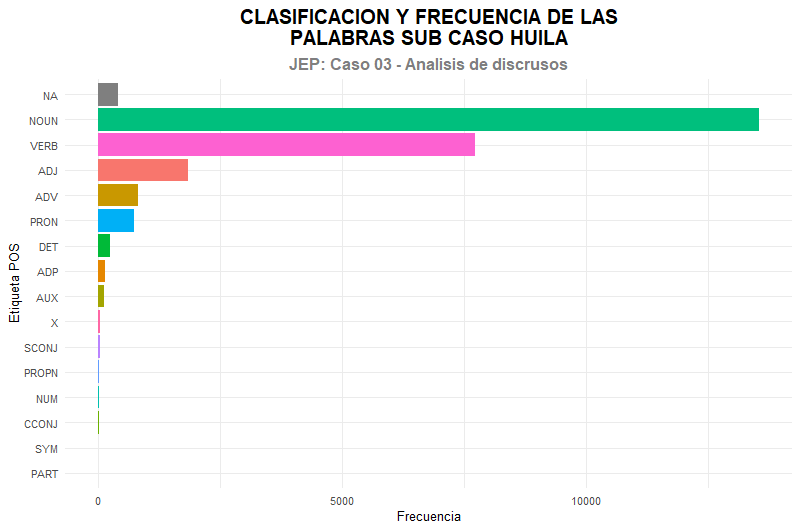 CLASIFICACION Y FRECUENCIA DE LAS
PALABRAS SUB CASO HUILA
JEP: Caso 03 - Analisis de discrusos
Etiqueta POS
NA
NOUN
VERB
ADJ
ADV
PRON
DET
ADP
AUX
X
SCONJ
PROPN
NUM
CCONJ
SYM
PART
0 5000 10000
Frecuencia